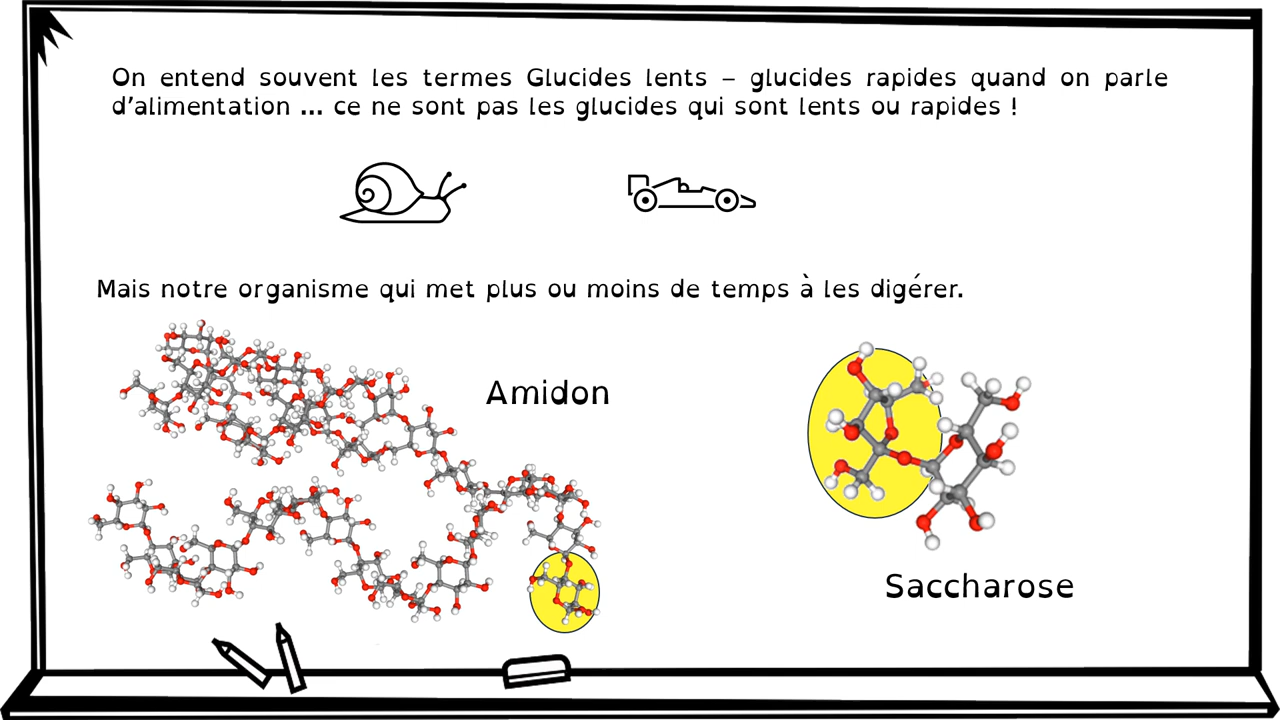 On entend souvent les termes Glucides lents – glucides rapides quand on parle
d’alimentation ... ce ne sont pas les glucides qui sont lents ou rapides !
Mais notre organisme qui met plus ou moins de temps à les digérer.
Amidon
Saccharose